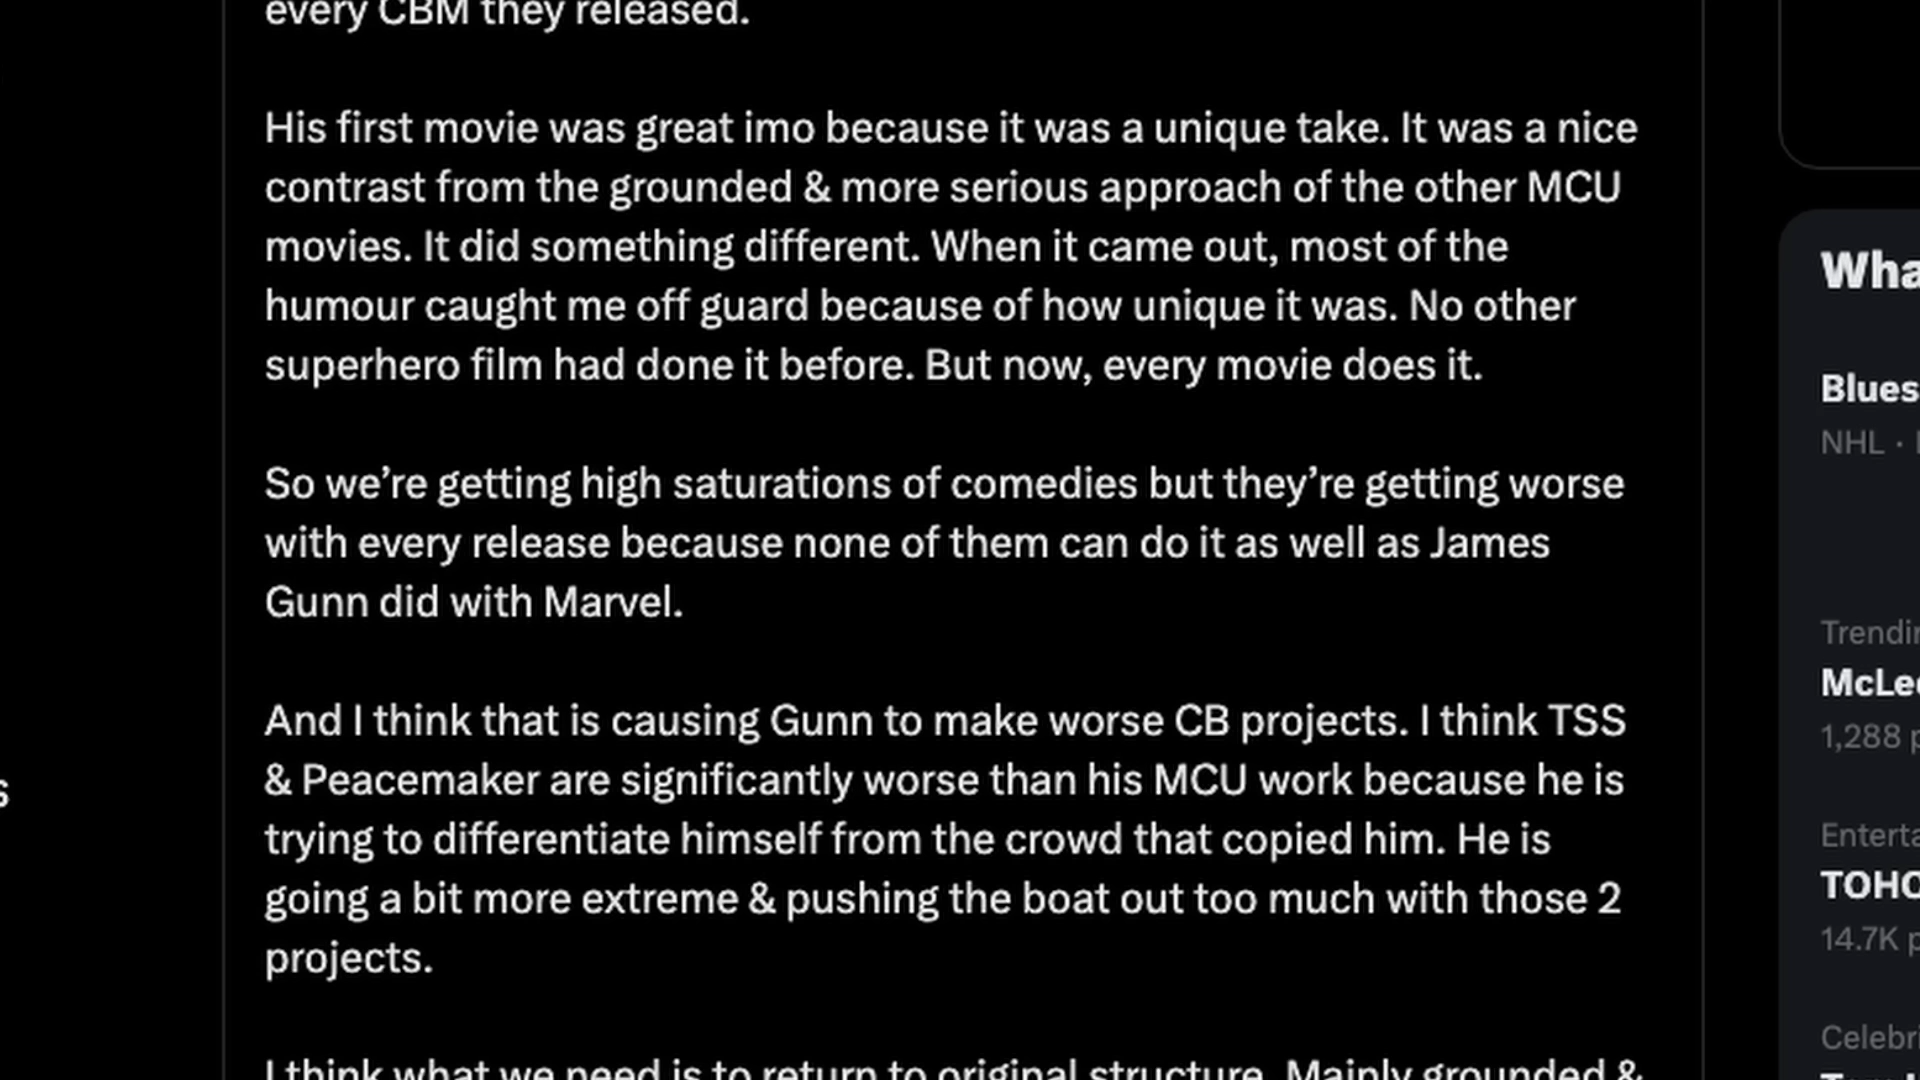 every CBM they released.
His first movie was great imo because it was a unique take. It was a nice
contrast from the grounded & more serious approach of the other MCU
movies. It did something different. When it came out, most of the
humour caught me off guard because of how unique it was. No other
superhero film had done it before. But now, every movie does it.
So we’re getting high saturations of comedies but they’re getting worse
with every release because none of them can do it as well as James
Gunn did with Marvel.
And I think that is causing Gunn to make worse CB projects. I think TSS
& Peacemaker are significantly worse than his MCU work because he is
trying to differentiate himself from the crowd that copied him. He is
going a bit more extreme & pushing the boat out too much with those 2
projects.
I think what we need is to return to original structure. Mainly grounded &
s
Wha
Blues
NHL ·
Trendin
McLe
1,288 p
Enterta
TOHO
14.7K p
Celebri